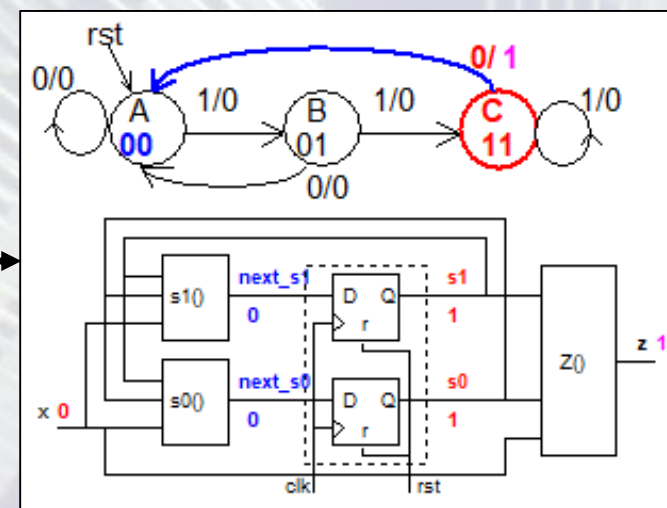 rst
0/0
0/ 1
A
00
1/0
B
01
1/0
C
11
1/0
0/0
s1()
next_s1
0
D Q
r
s1
1
s0()
next_s0
0
D Q
r
s0
1
Z()
z 1
x 0
clk
rst